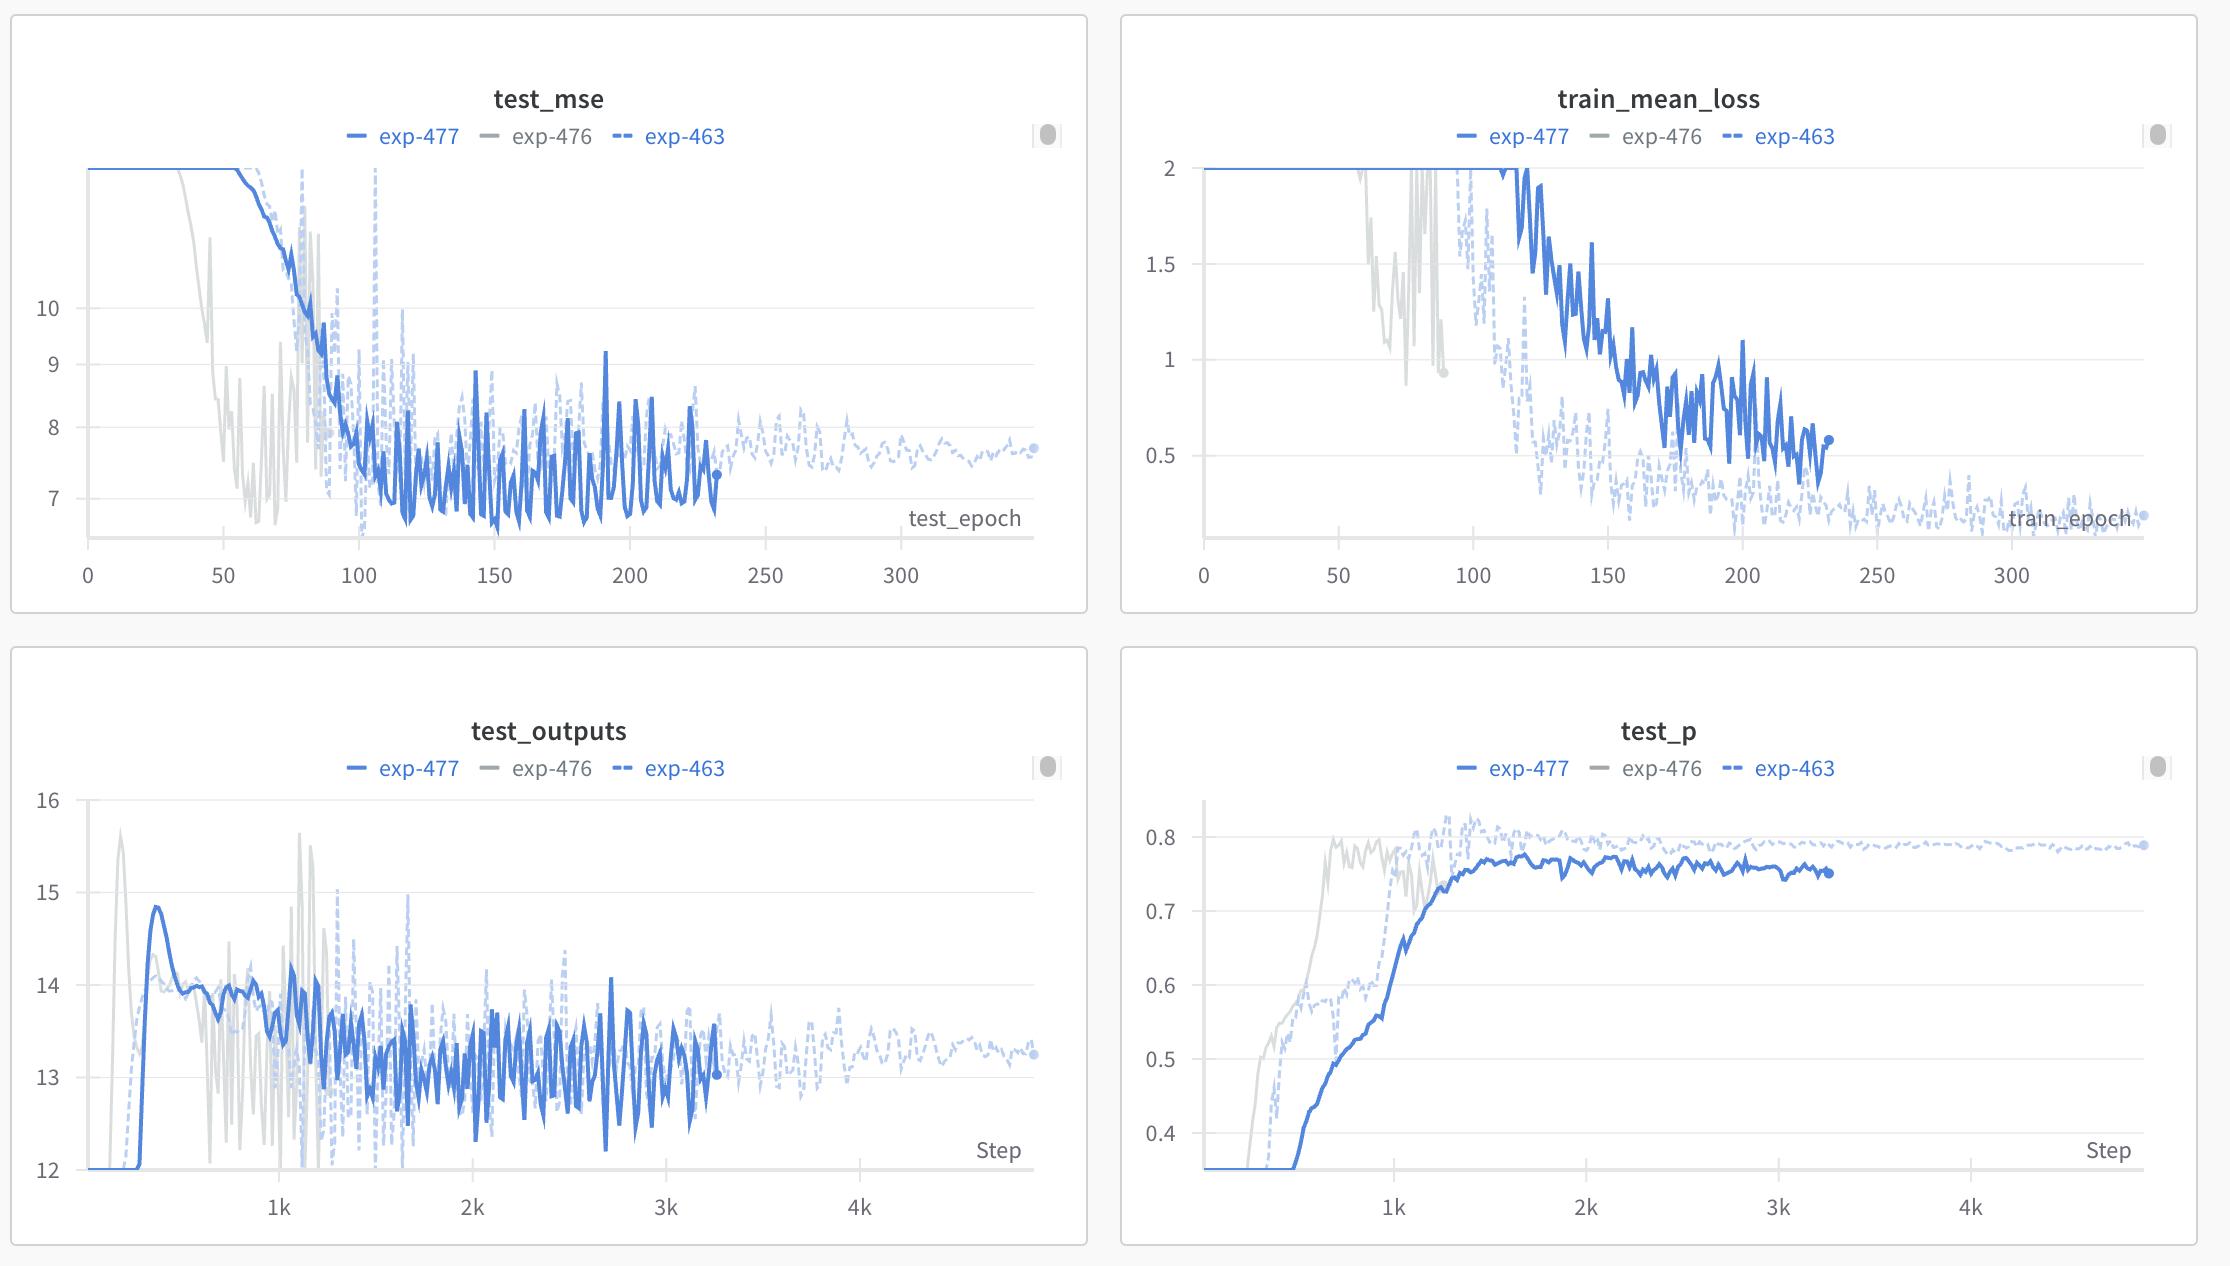 test_mse
exp-477 exp-476 exp-463
10
9
8
7
test_epoch
0 50 100 150 200 250 300
train_mean_loss
exp-477 exp-476 exp-463
2
1.5
1
0.5
train_epoch
0 50 100 150 200 250 300
test_outputs
exp-477 exp-476 exp-463
16
15
14
13
12
Step
1k 2k 3k 4k
test_p
exp-477 exp-476 exp-463
0.8
0.7
0.6
0.5
0.4
Step
1k 2k 3k 4k